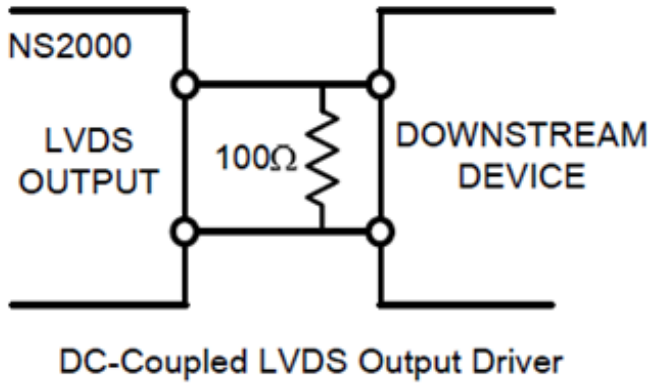 NS2000
LVDS
OUTPUT
100Ω
DOWNSTREAM
DEVICE
DC-Coupled LVDS Output Driver